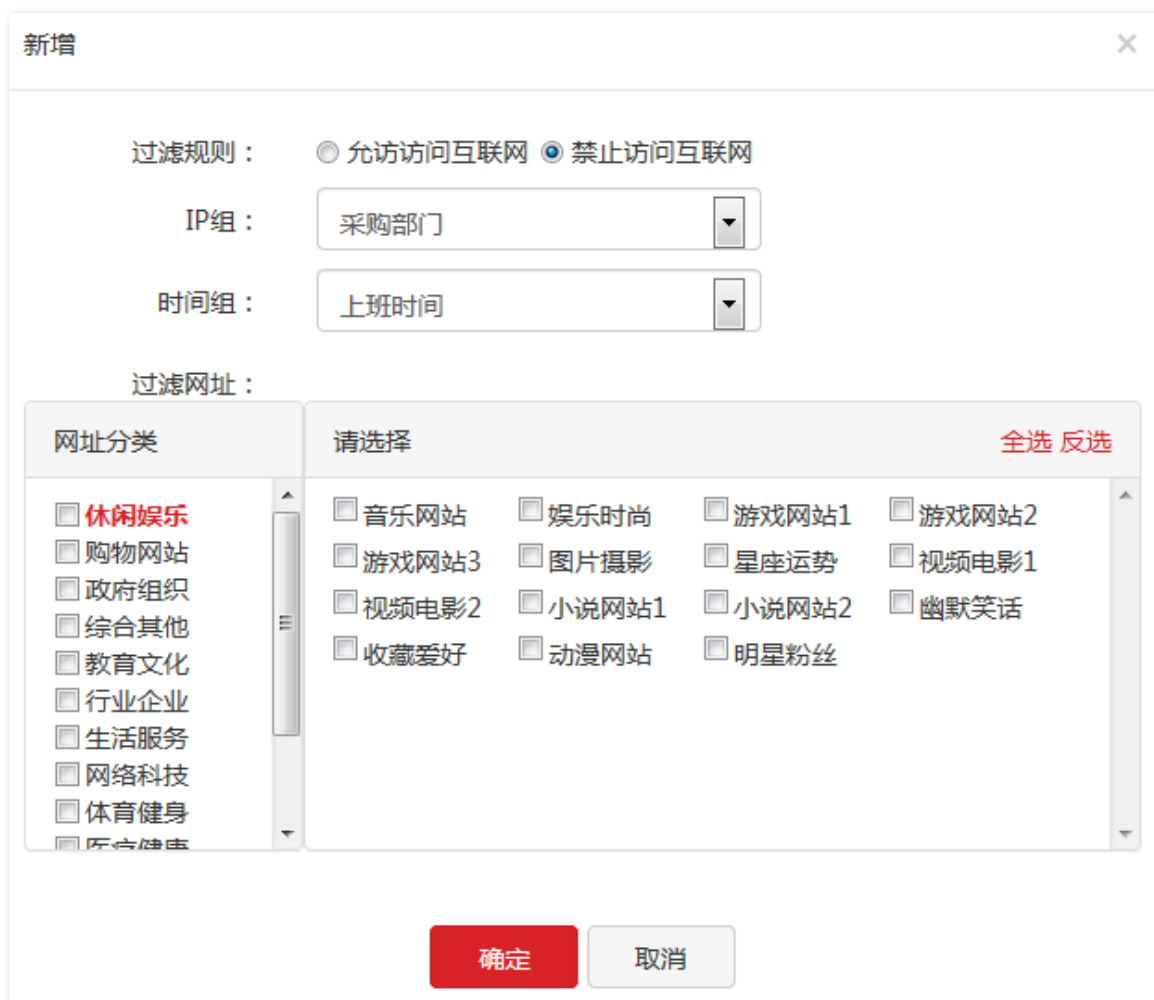 新增
过滤规则： 允访访问互联网 禁止访问互联网
IP组： 采购部门
时间组： 上班时间
过滤网址：
网址分类 请选择 全选 反选
休闲娱乐
购物网站
政府组织
综合其他
教育文化
行业企业
生活服务
网络科技
体育健身
医疗健康
音乐网站 娱乐时尚 游戏网站1 游戏网站2
游戏网站3 图片摄影 星座运势 视频电影1
视频电影2 小说网站1 小说网站2 幽默笑话
收藏爱好 动漫网站 明星粉丝
确定 取消